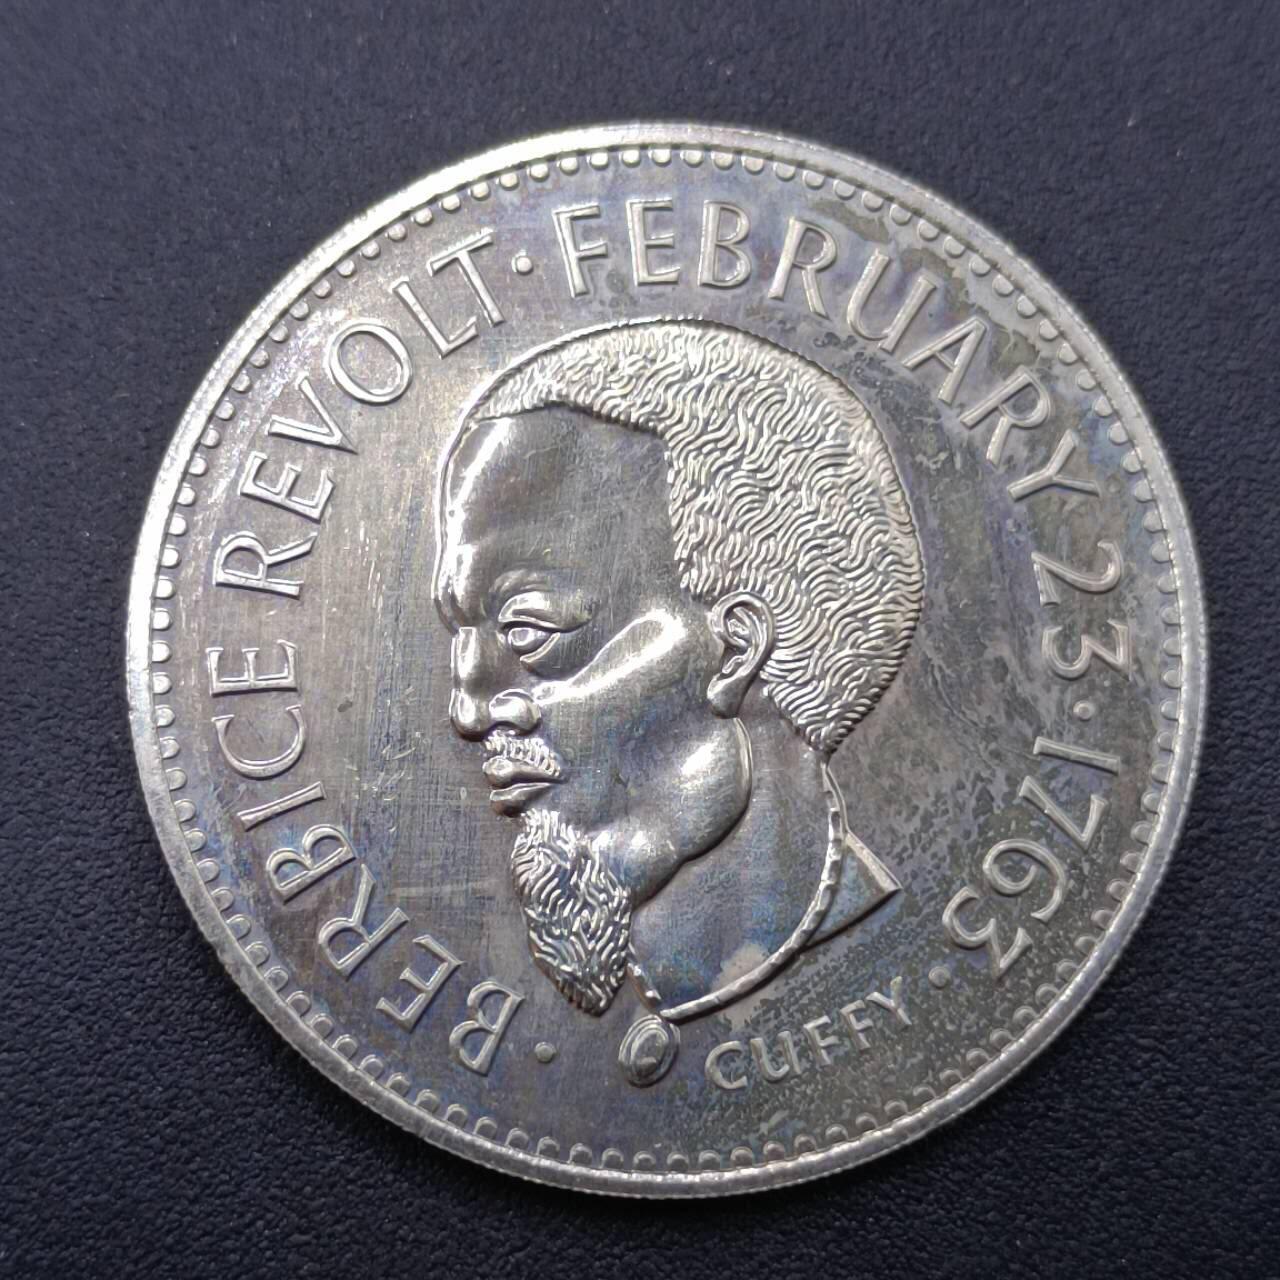 · BERBICE REVOLT · FEBRUARY 23 · 1763 ·
CUFFY